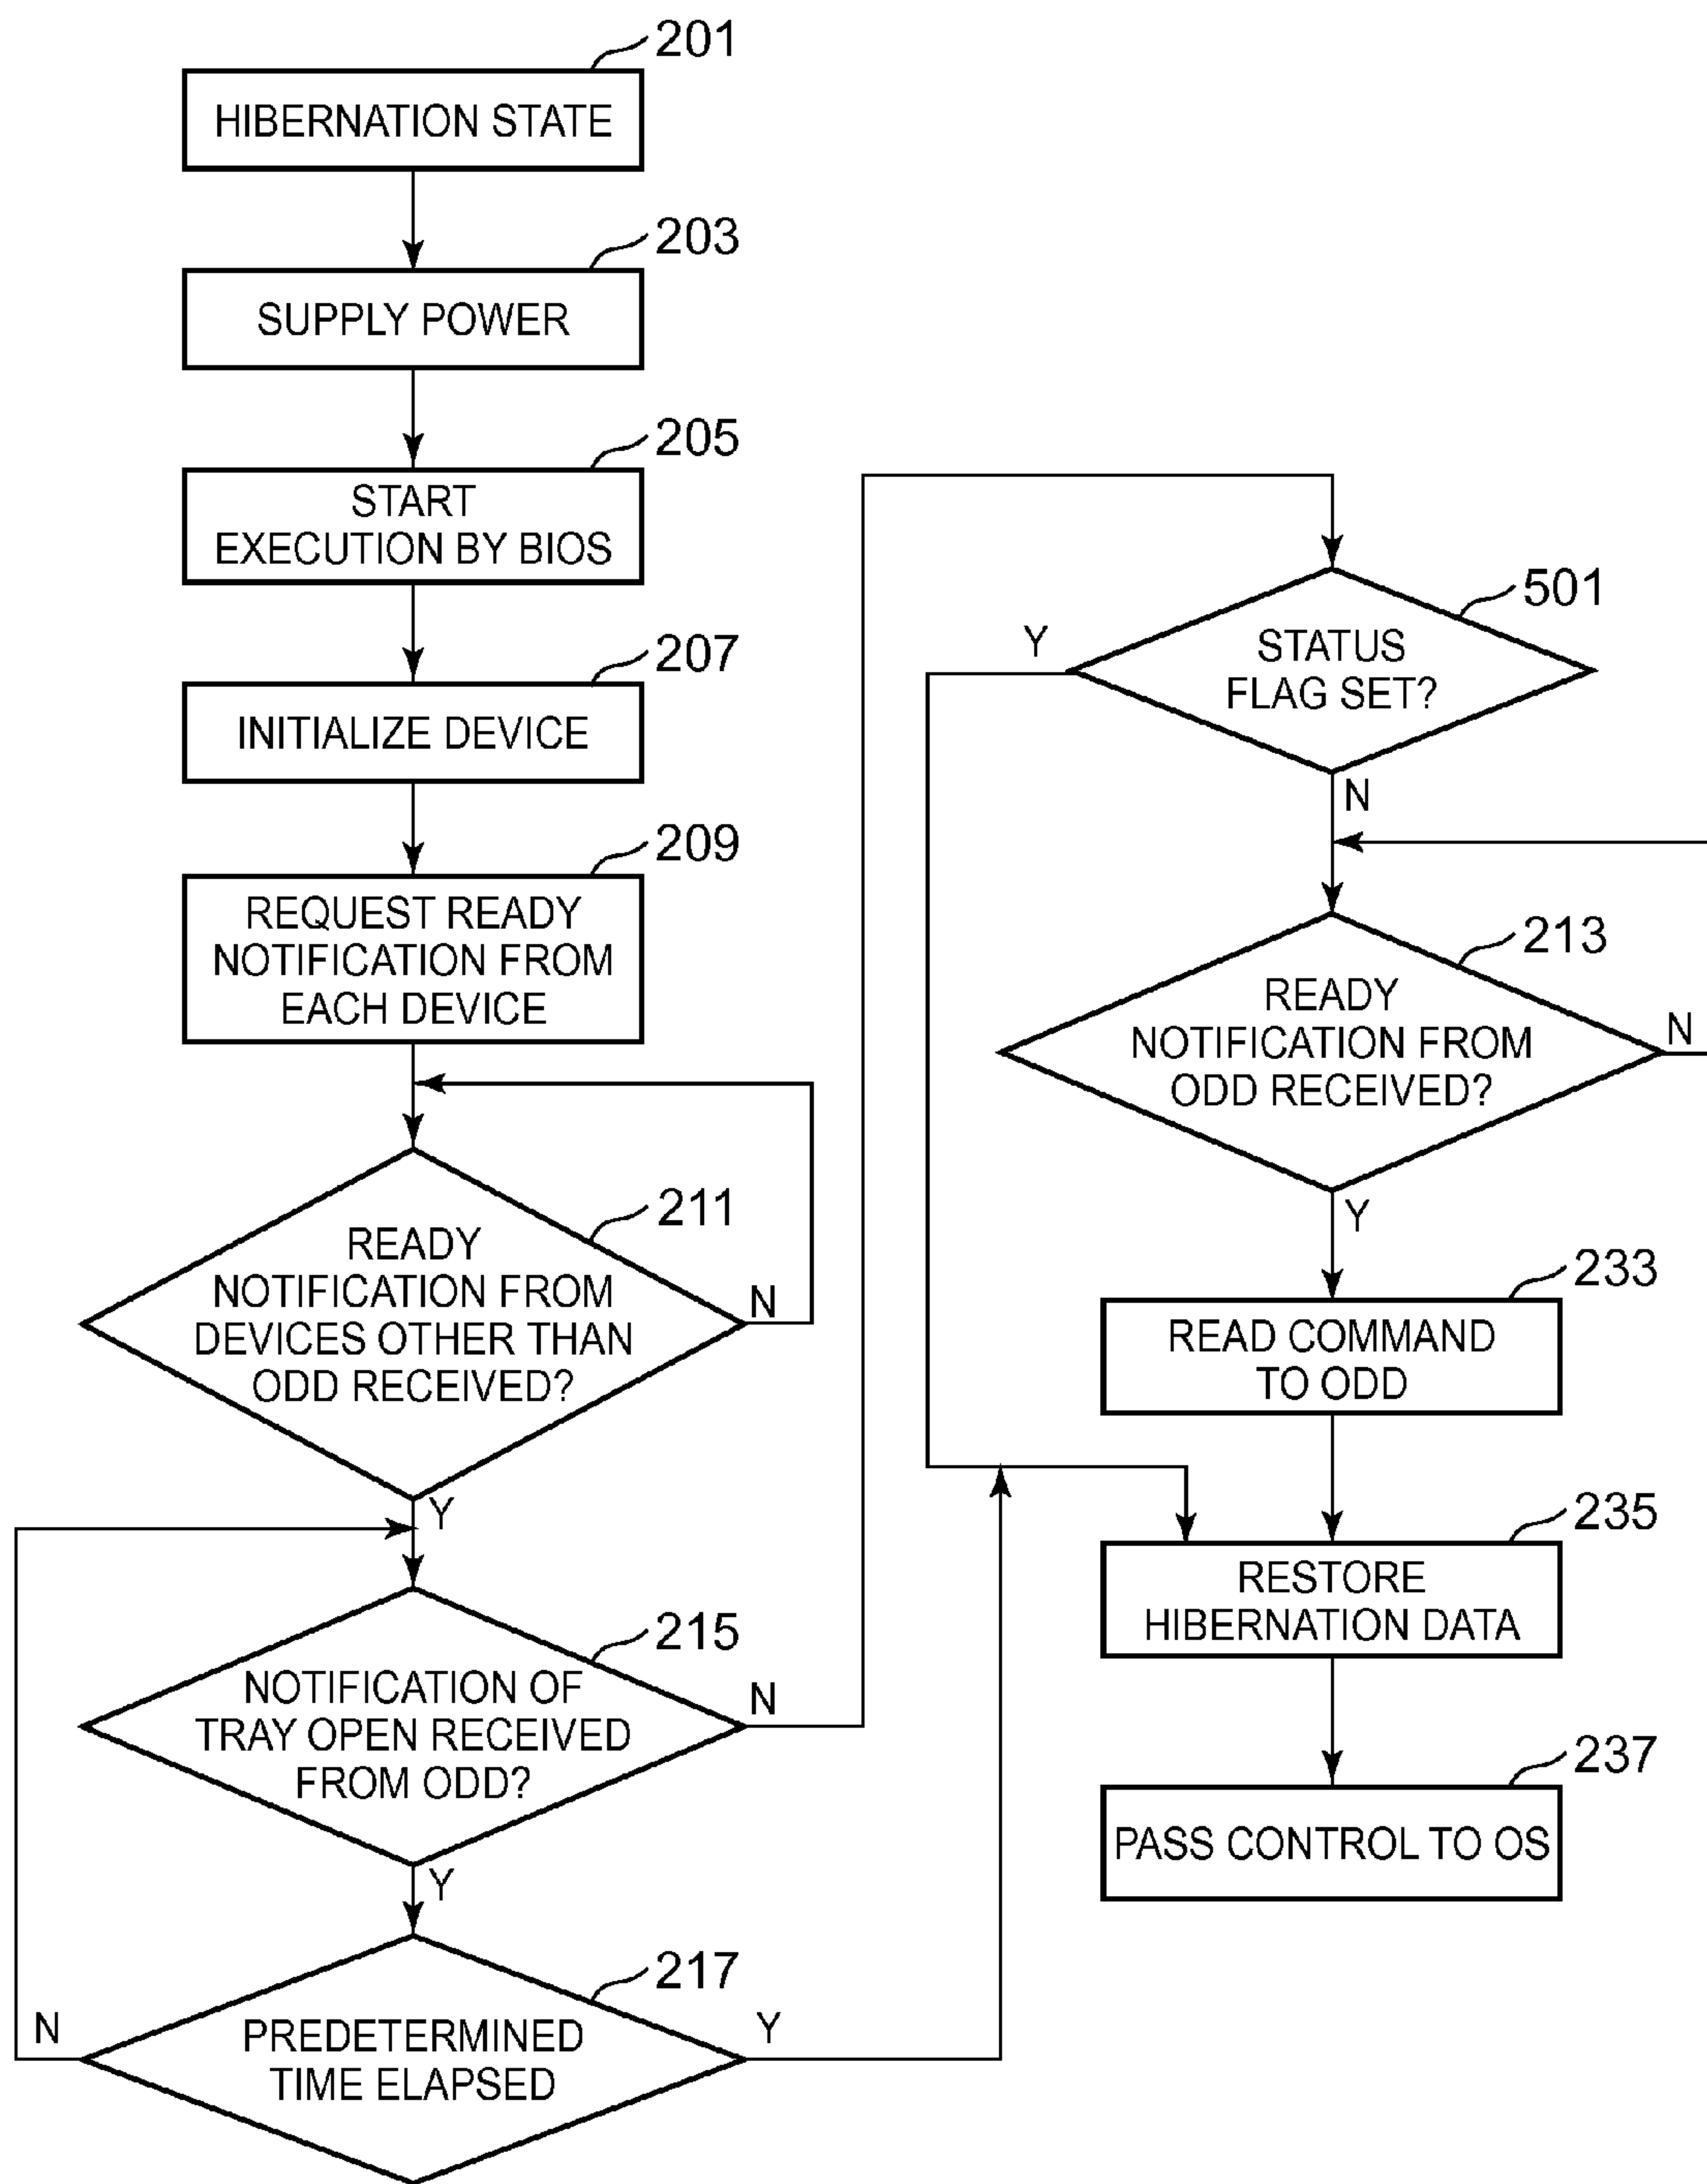 201
HIBERNATION STATE
203
SUPPLY POWER
205
START
EXECUTION BY BIOS
207
INITIALIZE DEVICE
209
REQUEST READY
NOTIFICATION FROM
EACH DEVICE
211
READY
NOTIFICATION FROM
DEVICES OTHER THAN
ODD RECEIVED?
N
Y
215
NOTIFICATION OF
TRAY OPEN RECEIVED
FROM ODD?
N
Y
217
PREDETERMINED
TIME ELAPSED
N
Y
501
STATUS
FLAG SET?
Y
N
213
READY
NOTIFICATION FROM
ODD RECEIVED?
N
Y
233
READ COMMAND
TO ODD
235
RESTORE
HIBERNATION DATA
237
PASS CONTROL TO OS